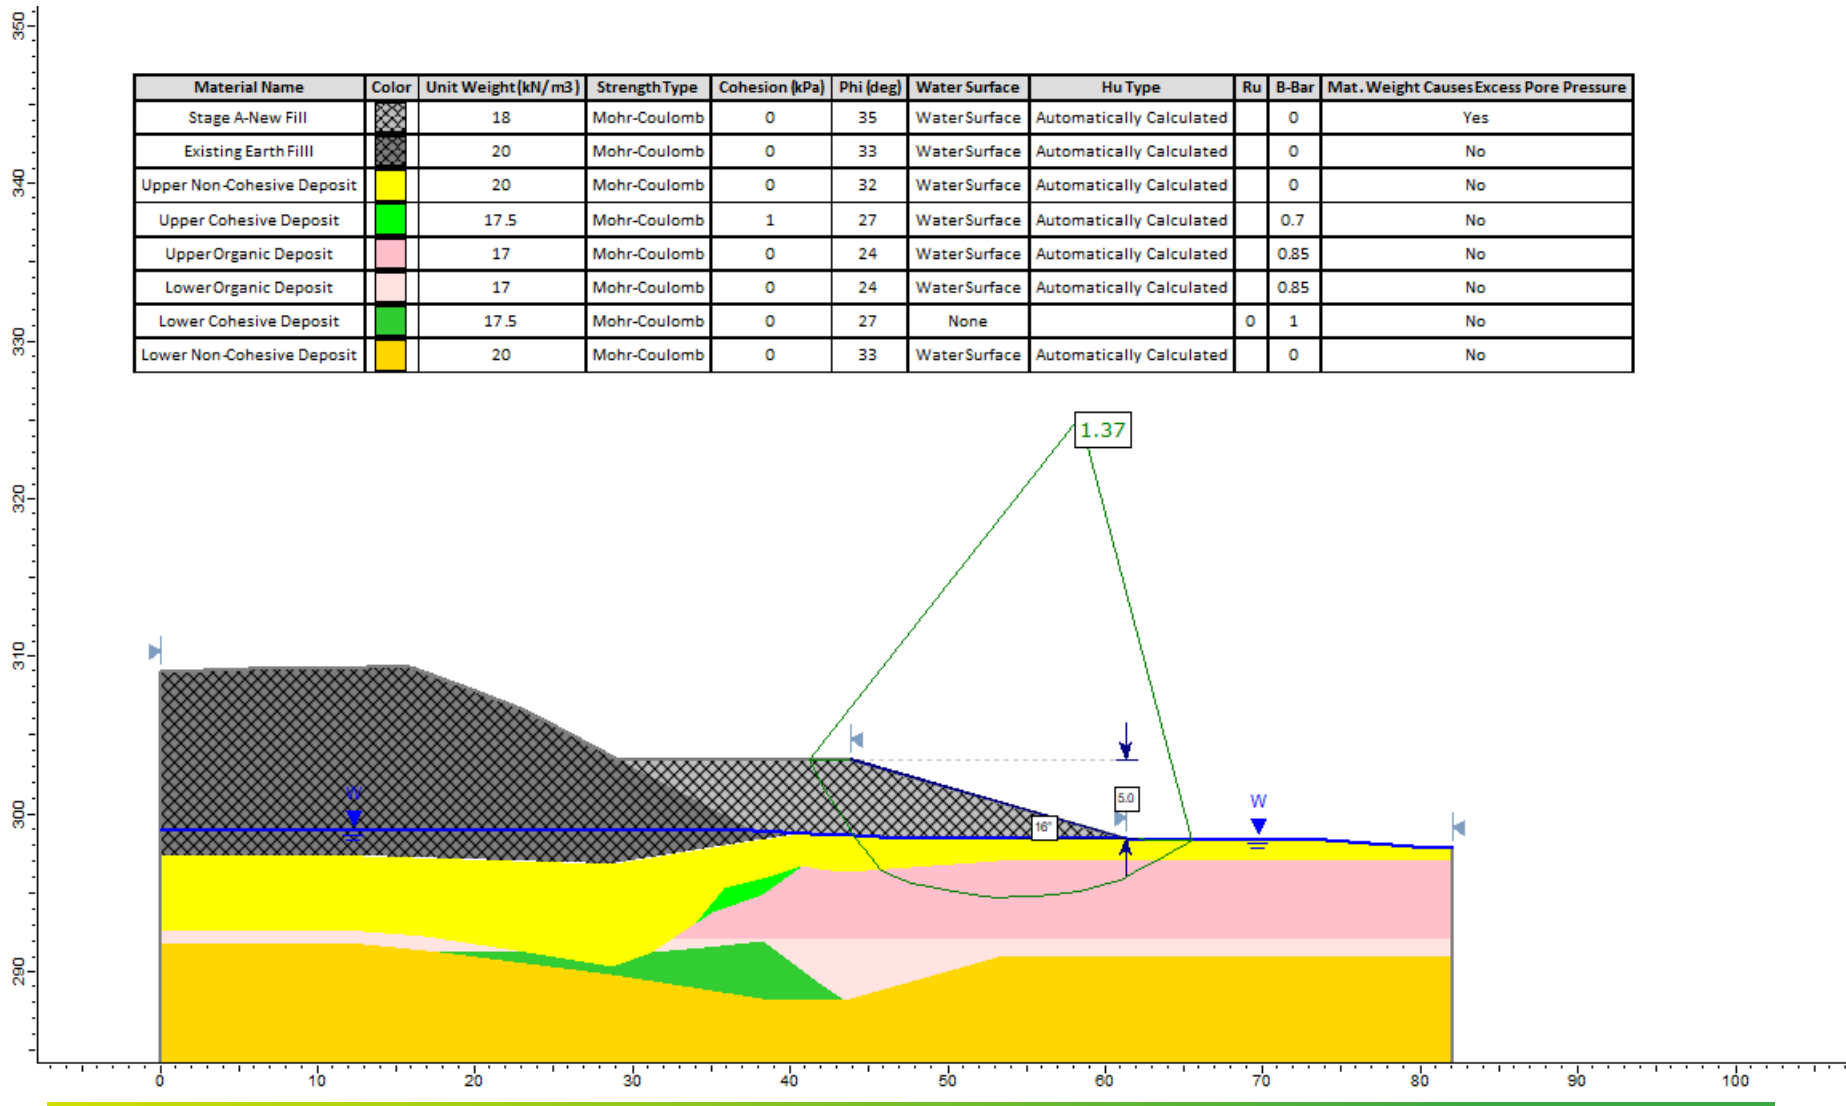 350
340
330
320
310
300
290
Material Name Color Unit Weight (kN/m3) Strength Type Cohesion (kPa) Phi (deg) Water Surface Hu Type Ru B-Bar Mat. Weight Causes Excess Pore Pressure
Stage A-New Fill 18 Mohr-Coulomb 0 35 Water Surface Automatically Calculated 0 Yes
Existing Earth Filll 20 Mohr-Coulomb 0 33 Water Surface Automatically Calculated 0 No
Upper Non-Cohesive Deposit 20 Mohr-Coulomb 0 32 Water Surface Automatically Calculated 0 No
Upper Cohesive Deposit 17.5 Mohr-Coulomb 1 27 Water Surface Automatically Calculated 0.7 No
Upper Organic Deposit 17 Mohr-Coulomb 0 24 Water Surface Automatically Calculated 0.85 No
Lower Organic Deposit 17 Mohr-Coulomb 0 24 Water Surface Automatically Calculated 0.85 No
Lower Cohesive Deposit 17.5 Mohr-Coulomb 0 27 None 0 1 No
Lower Non-Cohesive Deposit 20 Mohr-Coulomb 0 33 Water Surface Automatically Calculated 0 No
1.37
W
5.0
W
16°
0 10 20 30 40 50 60 70 80 90 100